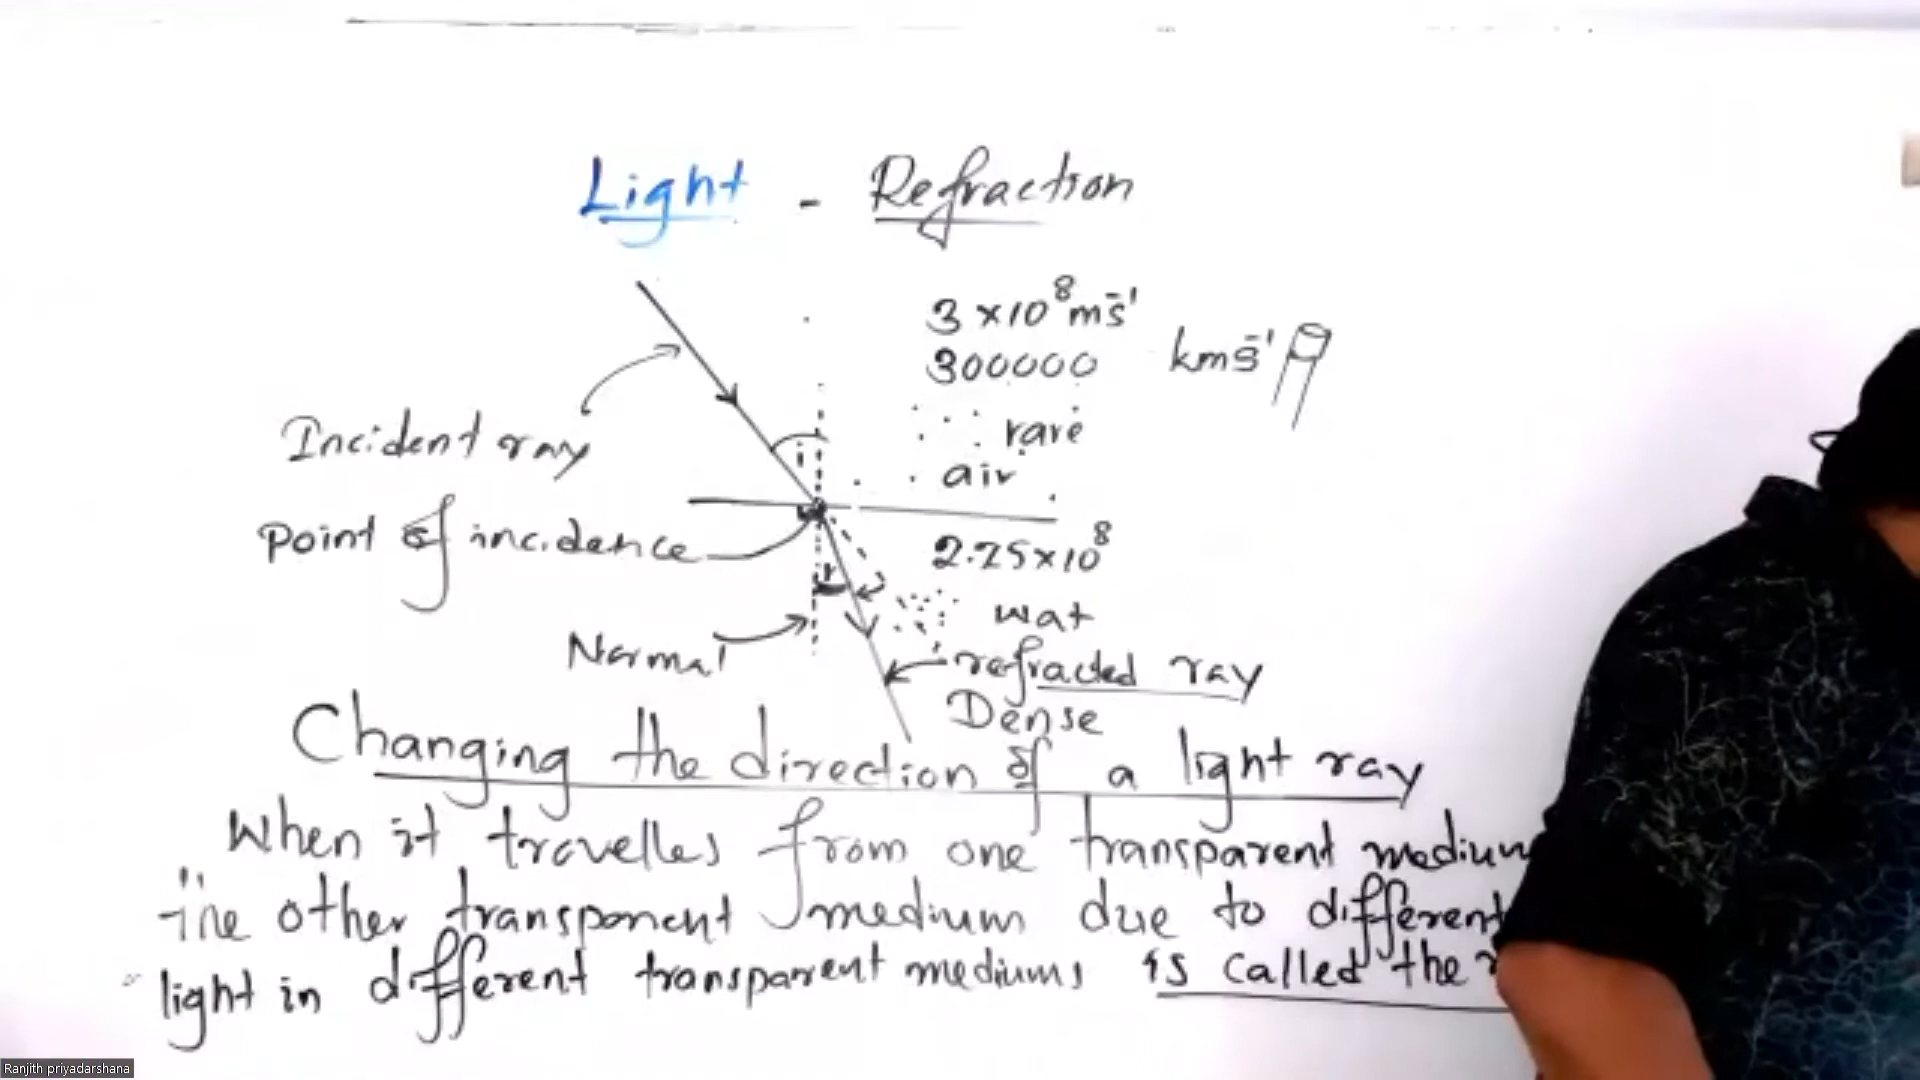 Light - Refraction
3 × 10⁸ ms⁻¹
300000 kms⁻¹
rare
Incident ray
i
air
Point of incidence
2.25×10⁸
r
wat
Normal
refracted ray
Dense
Changing the direction of a light ray
When it travelles from one transparent medium
the other transparent medium due to different
light in different transparent mediums is called the
Ranjith priyadarshana